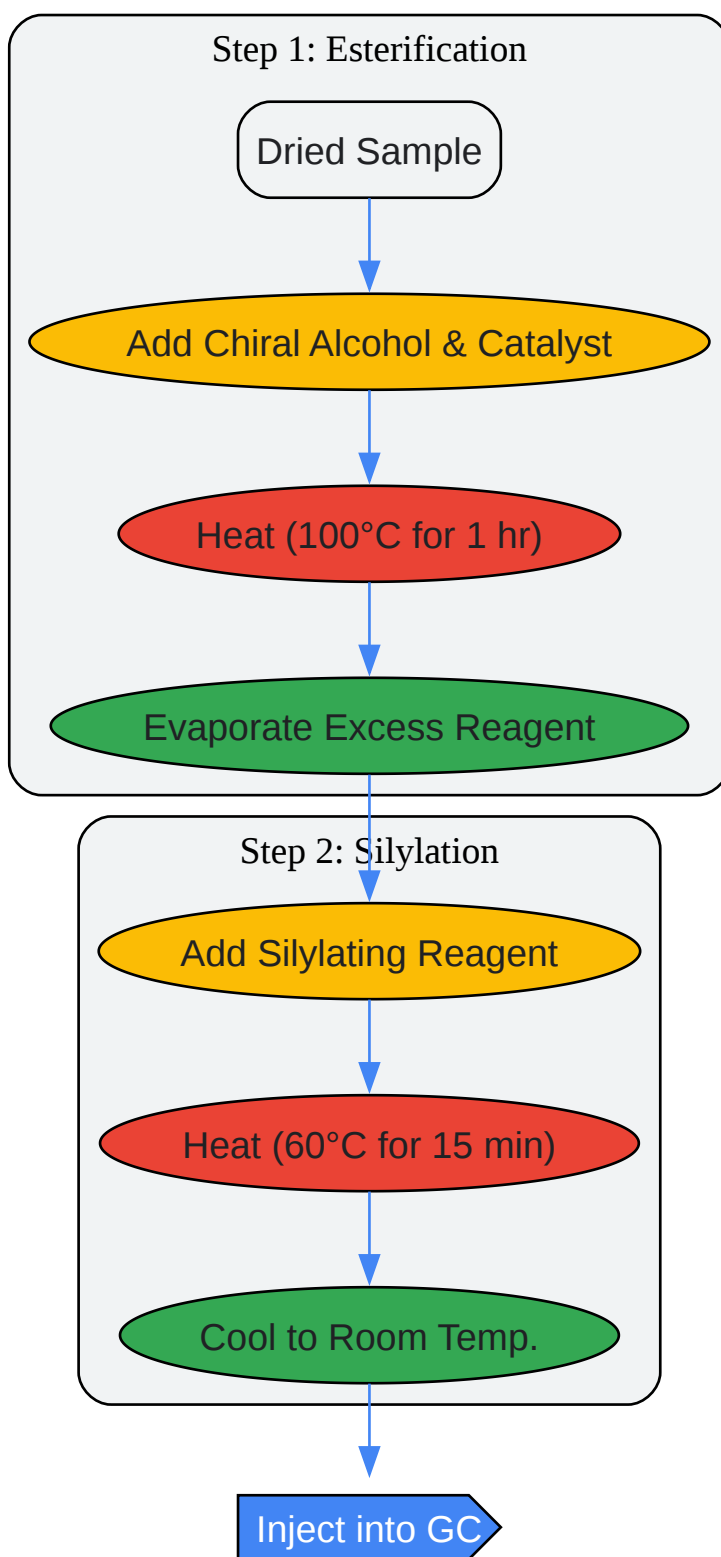 Step 1: Esterification
Dried Sample
Add Chiral Alcohol & Catalyst
Heat (100°C for 1 hr)
Evaporate Excess Reagent
Step 2: Silylation
Add Silylating Reagent
Heat (60°C for 15 min)
Cool to Room Temp.
Inject into GC